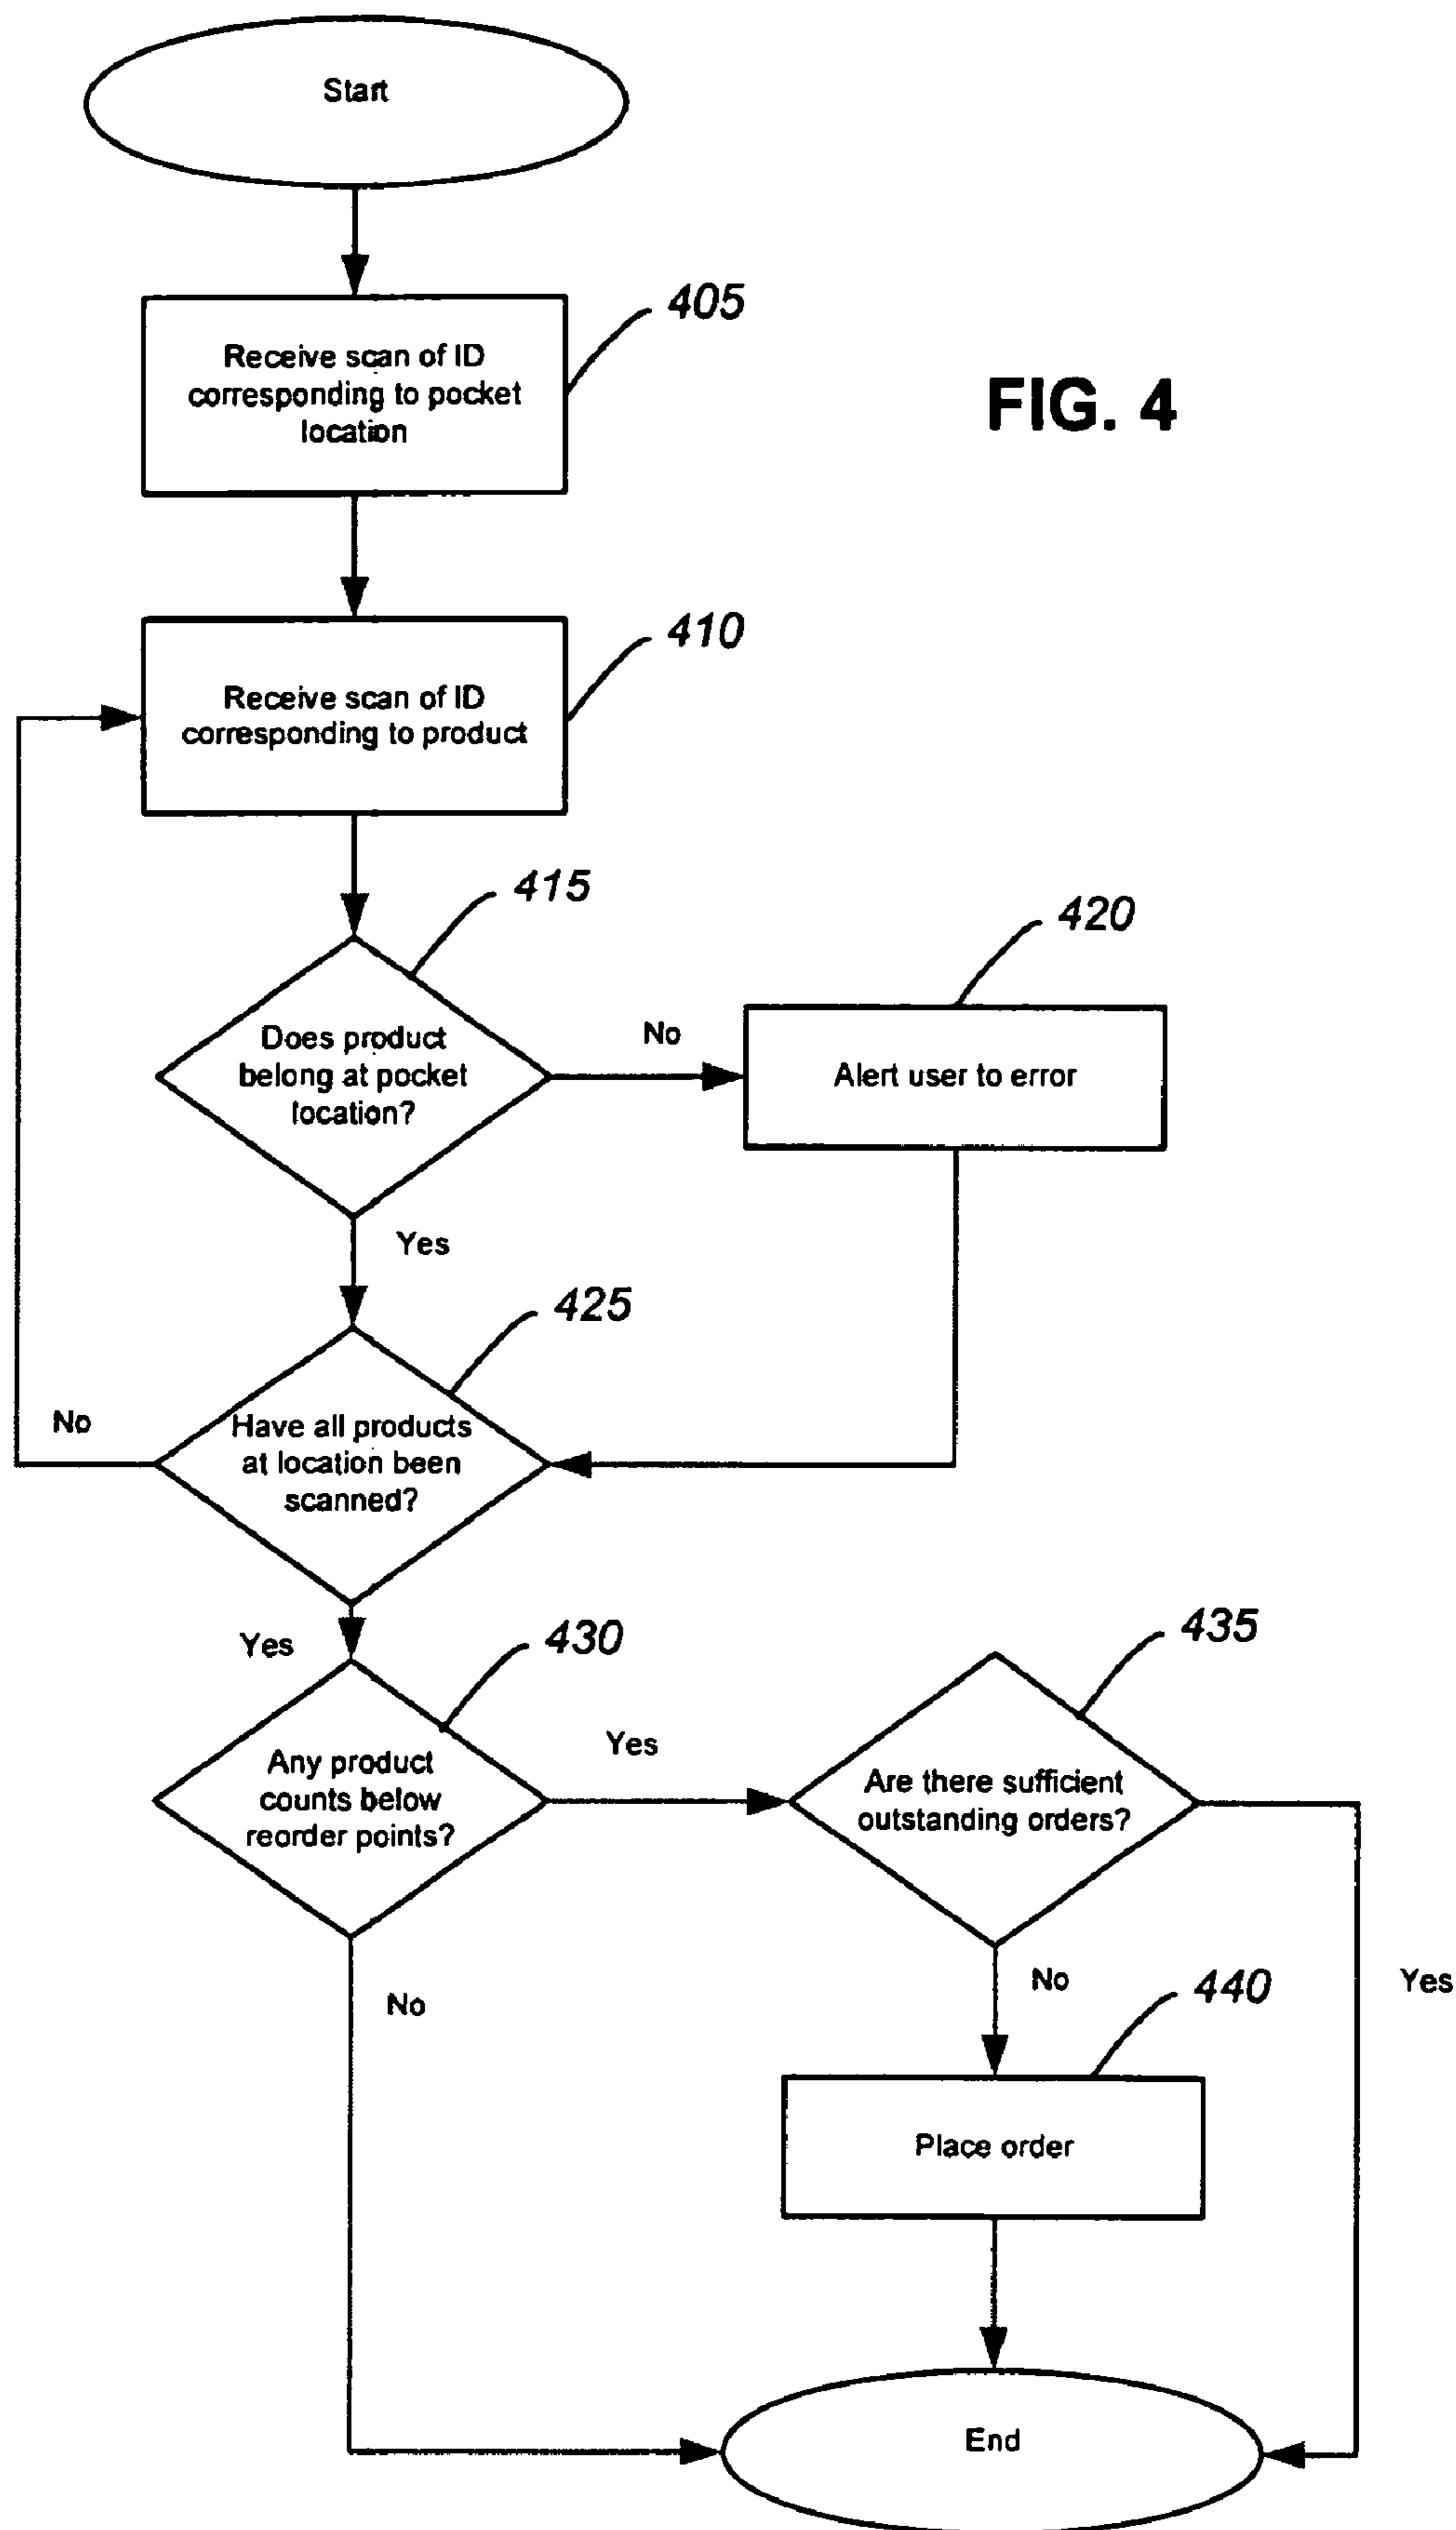 Start
405
Receive scan of ID
corresponding to pocket
location
FIG. 4
410
Receive scan of ID
corresponding to product
415
420
Does product
belong at pocket
location?
No
Alert user to error
Yes
425
No
Have all products
at location been
scanned?
Yes
430
435
Any product
counts below
reorder points?
Yes
Are there sufficient
outstanding orders?
No
No
440
Yes
Place order
End